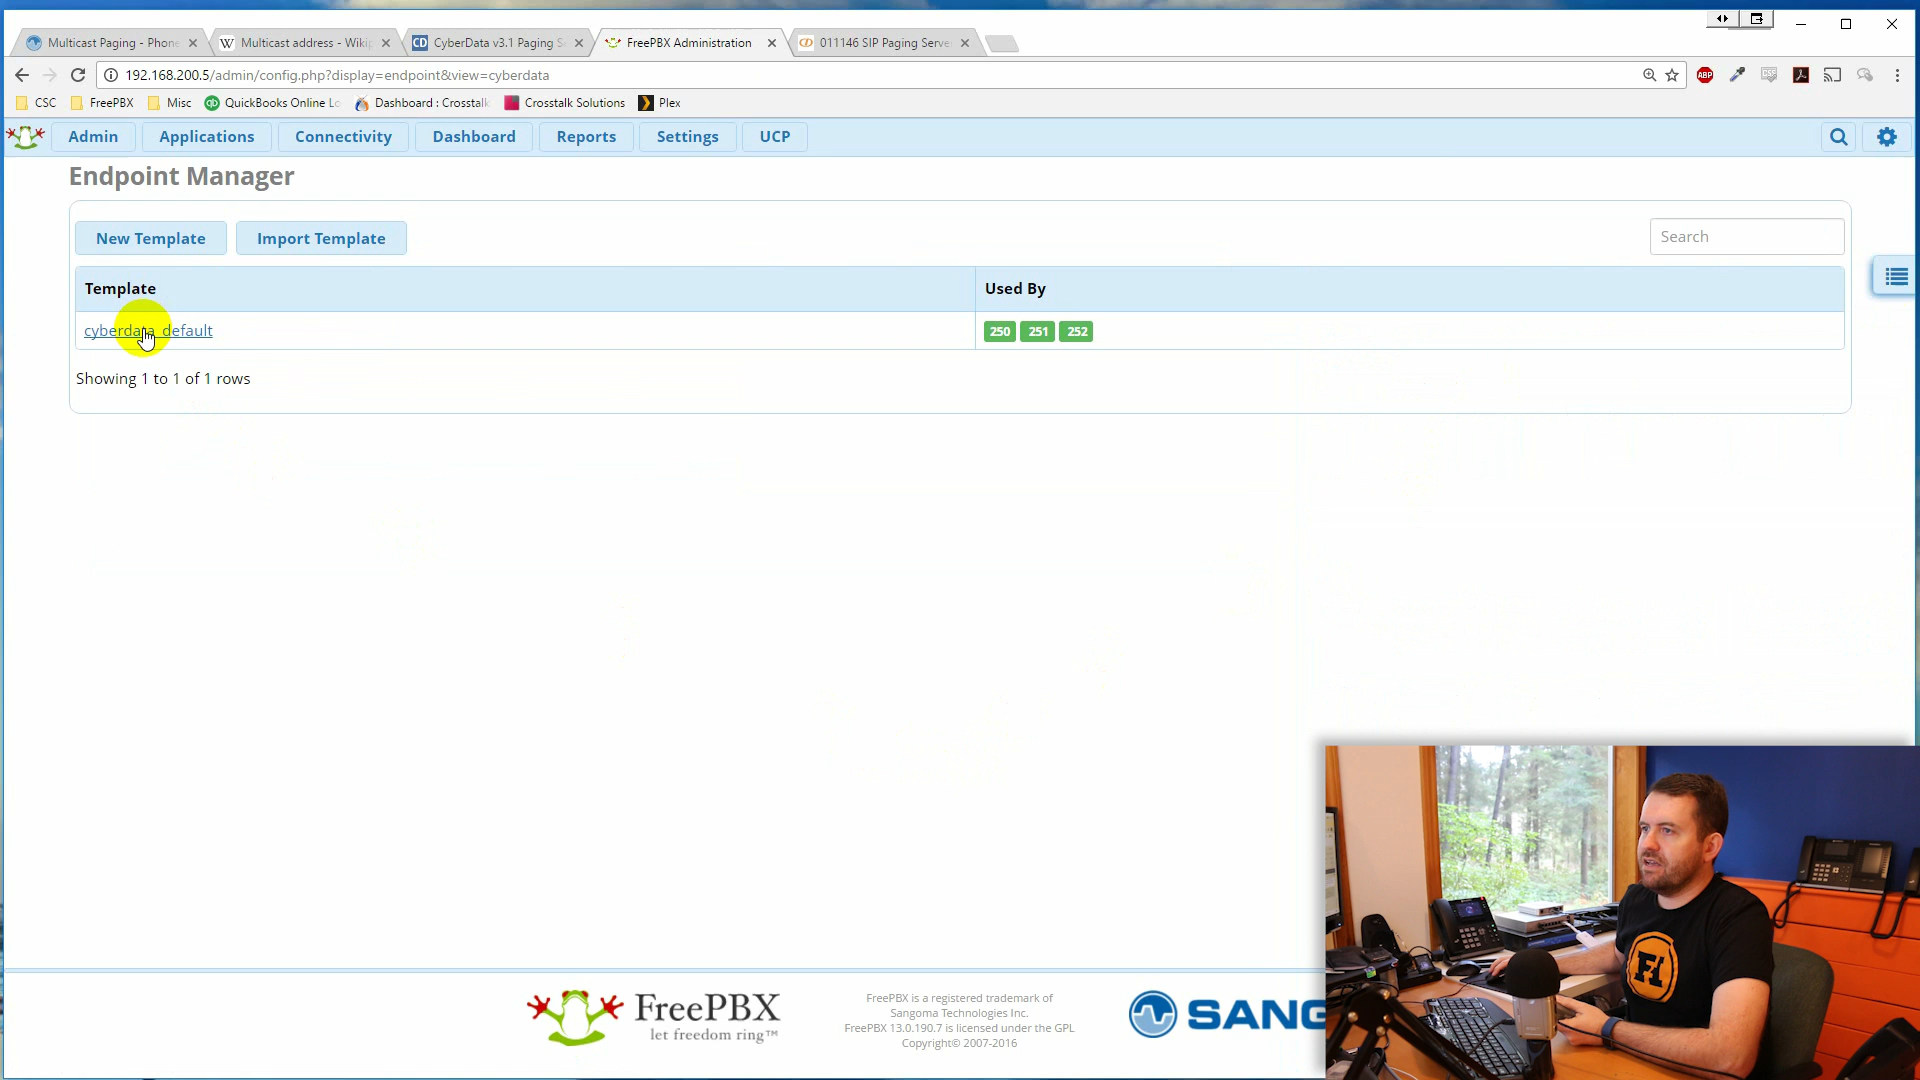 Multicast Paging - Phone
Multicast address - Wikip
CD
CyberData v3.1 Paging S
FreePBX Administration
011146 SIP Paging Serve
192.168.200.5/admin/config.php?display=endpoint&view=cyberdata
ABP
CSC
FreePBX
Misc
QuickBooks Online Lo
Dashboard : Crosstalk
Crosstalk Solutions
Plex
Admin
Applications
Connectivity
Dashboard
Reports
Settings
UCP
Endpoint Manager
New Template
Import Template
Search
Template
Used By
cyberdata_default
250
251
252
Showing 1 to 1 of 1 rows
FreePBX
let freedom ring™
FreePBX is a registered trademark of
Sangoma Technologies Inc.
FreePBX 13.0.190.7 is licensed under the GPL
Copyright© 2007-2016
SANG